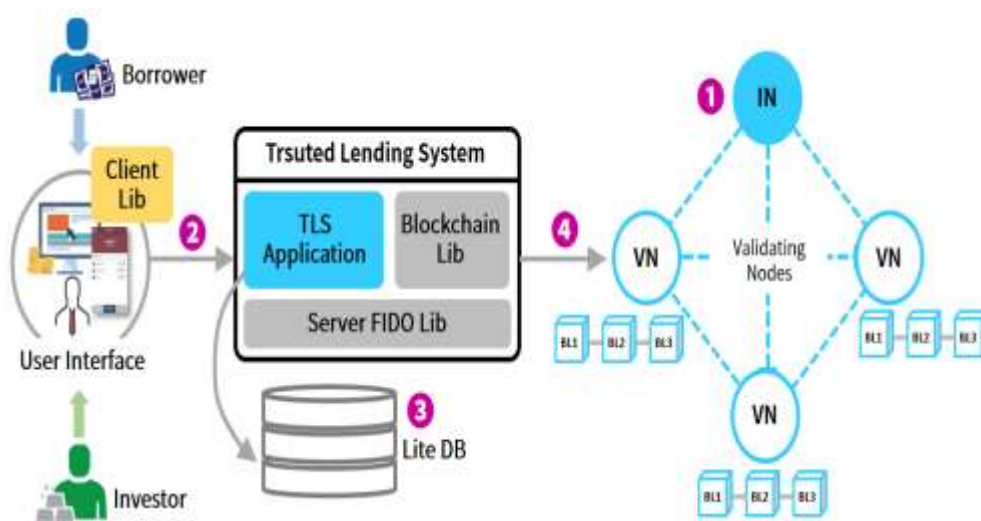 Borrower
Client
Lib
User Interface
Investor
2
Trsuted Lending System
TLS
Application
Blockchain
Lib
Server FIDO Lib
3
Lite DB
4
1
IN
VN
Validating
Nodes
VN
BL1 BL2 BL3
BL1 BL2 BL3
VN
BL1 BL2 BL3